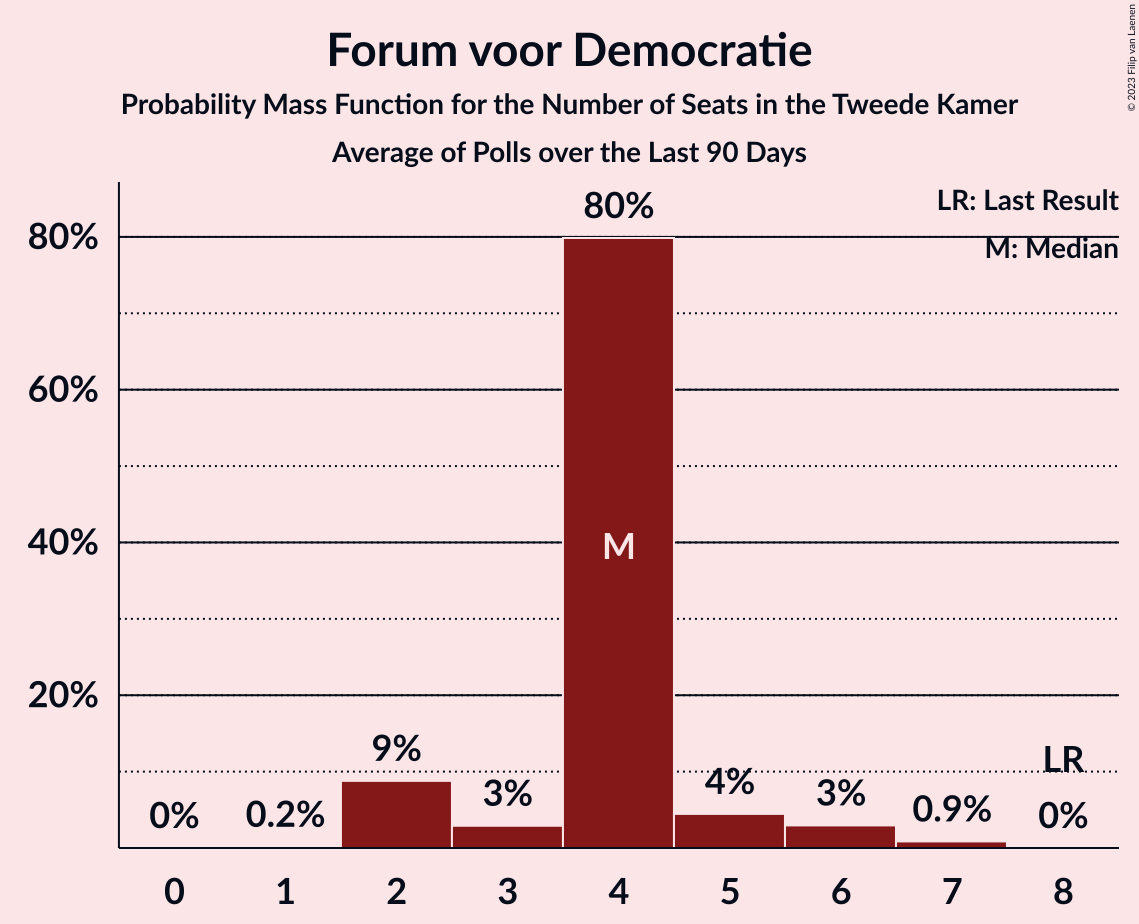 Forum voor Democratie
Probability Mass Function for the Number of Seats in the Tweede Kamer
Average of Polls over the Last 90 Days
© 2023 Filip van Laenen
LR: Last Result
M: Median
80%
60%
40%
20%
0%
0.2%
9%
3%
80%
M
4%
3%
0.9%
LR
0%
0 1 2 3 4 5 6 7 8